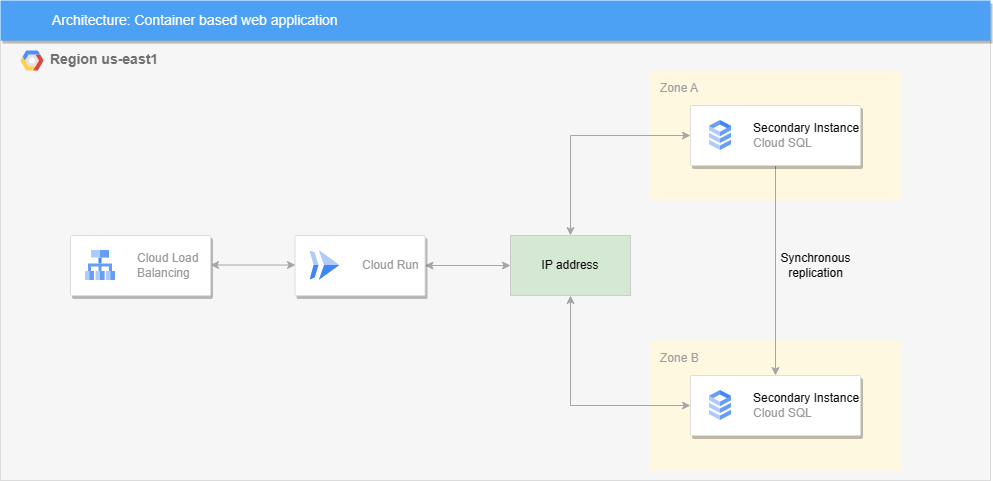 Architecture: Container based web application
Region us-east1
Zone A
Secondary Instance
Cloud SQL
Cloud Load
Balancing
Cloud Run
IP address
Synchronous
replication
Zone B
Secondary Instance
Cloud SQL